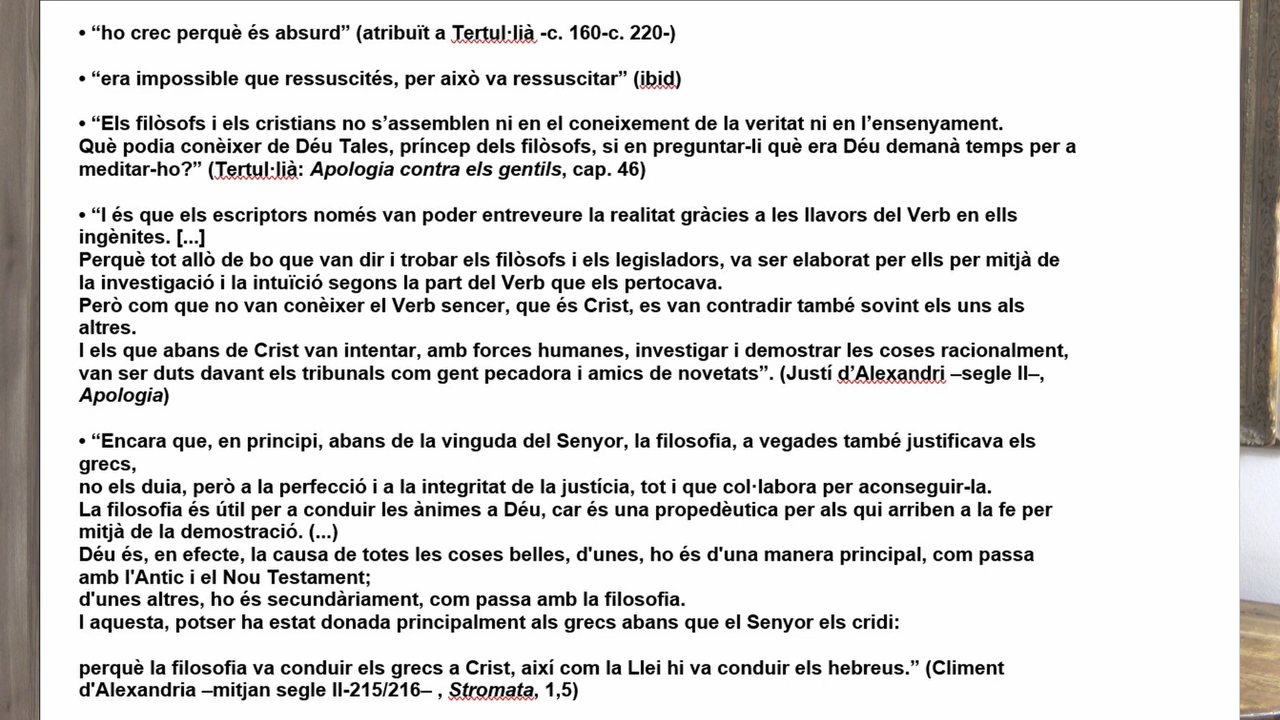 • “ho crec perquè és absurd” (atribuït a Tertul·lià -c. 160-c. 220-)
• “era impossible que ressuscités, per això va ressuscitar” (ibid)
• “Els filòsofs i els cristians no s’assemblen ni en el coneixement de la veritat ni en l’ensenyament.
Què podia conèixer de Déu Tales, príncep dels filòsofs, si en preguntar-li què era Déu demanà temps per a
meditar-ho?” (Tertul·lià: Apologia contra els gentils, cap. 46)
• “I és que els escriptors només van poder entreveure la realitat gràcies a les llavors del Verb en ells
ingènites. [...]
Perquè tot allò de bo que van dir i trobar els filòsofs i els legisladors, va ser elaborat per ells per mitjà de
la investigació i la intuïció segons la part del Verb que els pertocava.
Però com que no van conèixer el Verb sencer, que és Crist, es van contradir també sovint els uns als
altres.
I els que abans de Crist van intentar, amb forces humanes, investigar i demostrar les coses racionalment,
van ser duts davant els tribunals com gent pecadora i amics de novetats”. (Justí d’Alexandri –segle II–,
Apologia)
• “Encara que, en principi, abans de la vinguda del Senyor, la filosofia, a vegades també justificava els
grecs,
no els duia, però a la perfecció i a la integritat de la justícia, tot i que col·labora per aconseguir-la.
La filosofia és útil per a conduir les ànimes a Déu, car és una propedèutica per als qui arriben a la fe per
mitjà de la demostració. (...)
Déu és, en efecte, la causa de totes les coses belles, d'unes, ho és d'una manera principal, com passa
amb l'Antic i el Nou Testament;
d'unes altres, ho és secundàriament, com passa amb la filosofia.
I aquesta, potser ha estat donada principalment als grecs abans que el Senyor els cridi:
perquè la filosofia va conduir els grecs a Crist, així com la Llei hi va conduir els hebreus.” (Climent
d'Alexandria –mitjan segle II-215/216– , Stromata, 1,5)